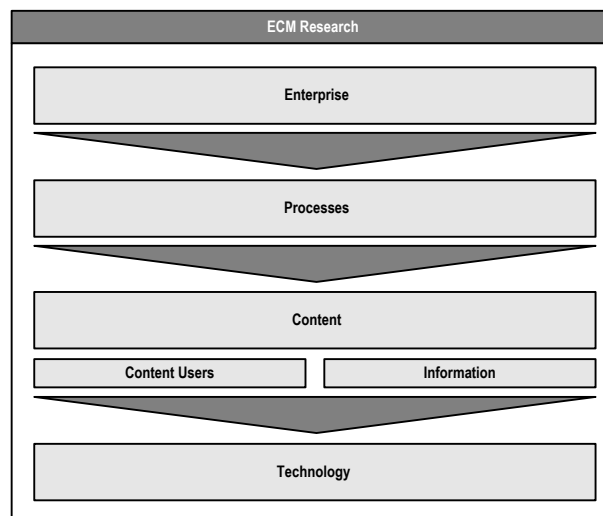 ECM Research
Enterprise
Processes
Content
Content Users
Information
Technology